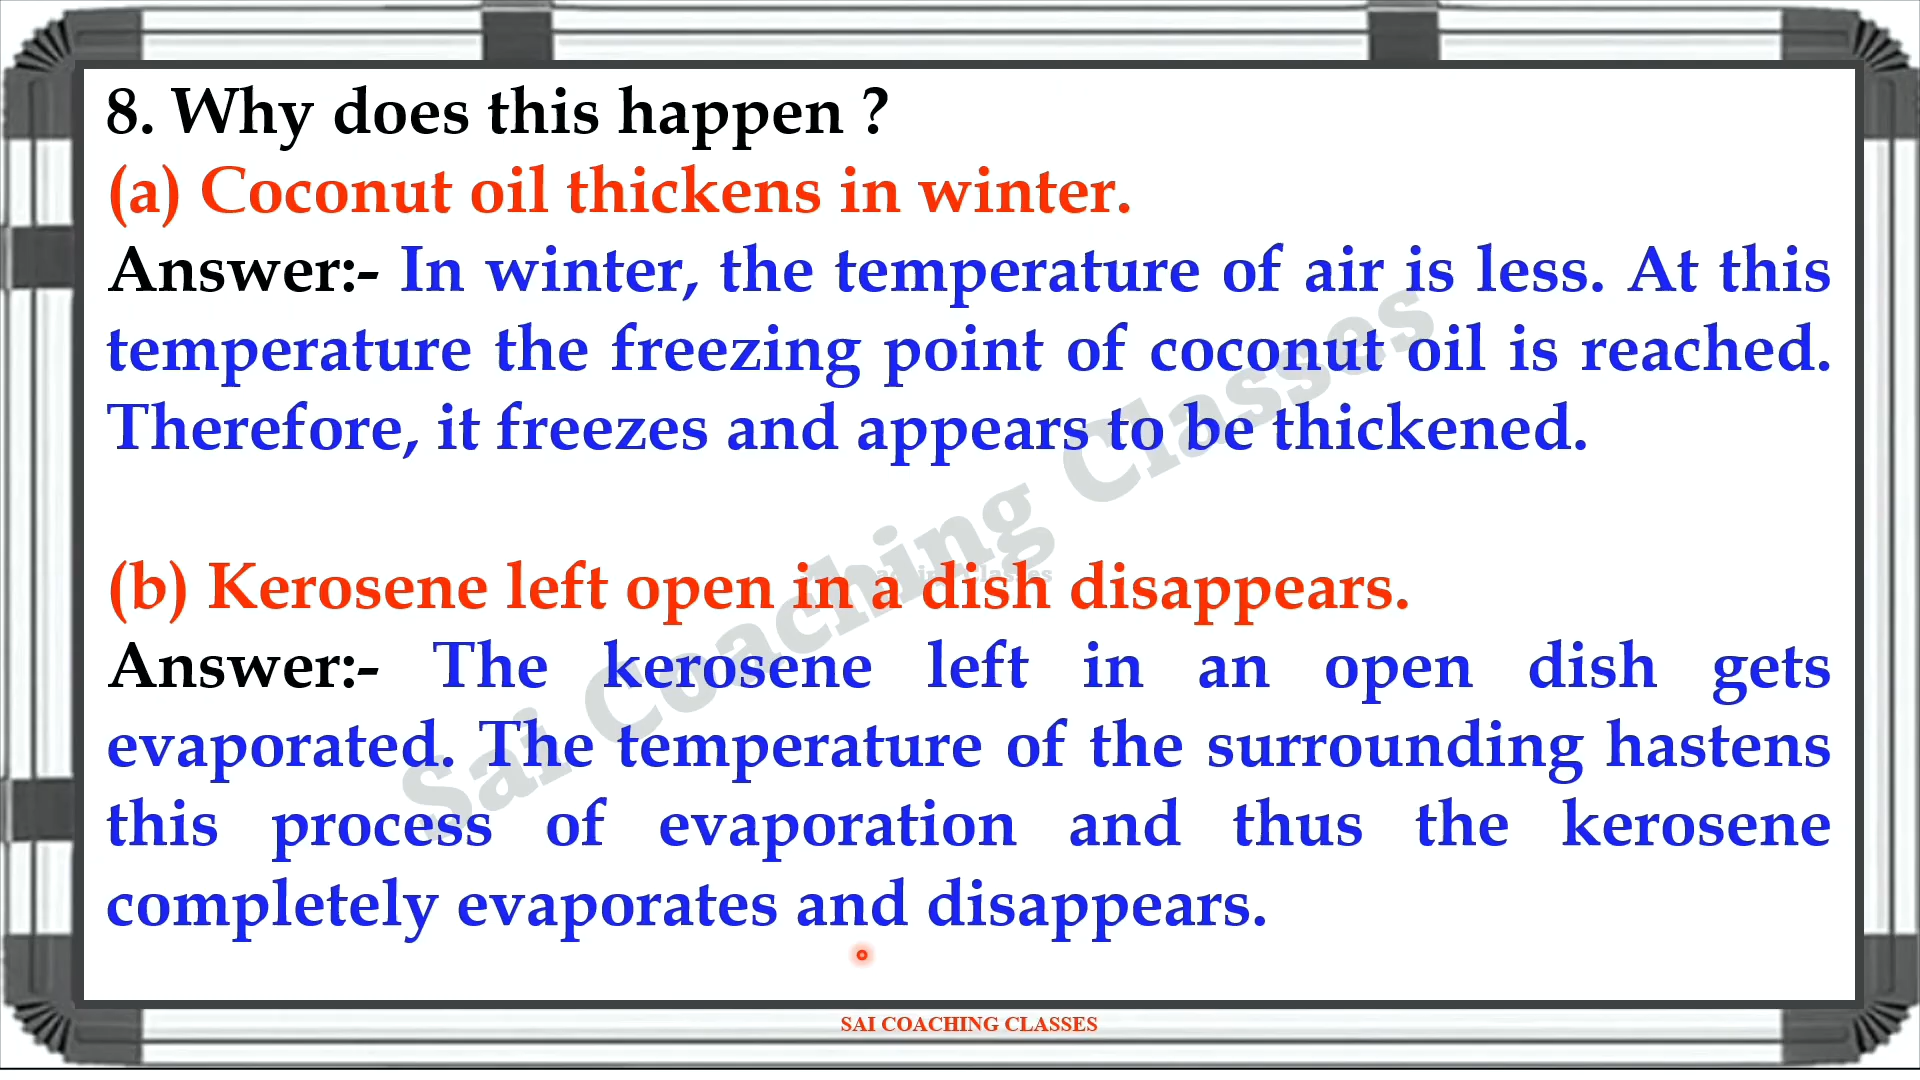 8. Why does this happen ?
(a) Coconut oil thickens in winter.
Answer:- In winter, the temperature of air is less. At this
temperature the freezing point of coconut oil is reached.
Therefore, it freezes and appears to be thickened.
(b) Kerosene left open in a dish disappears.
Answer:- The kerosene left in an open dish gets
evaporated. The temperature of the surrounding hastens
this process of evaporation and thus the kerosene
completely evaporates and disappears.
Sai Coaching Classes
SAI COACHING CLASSES